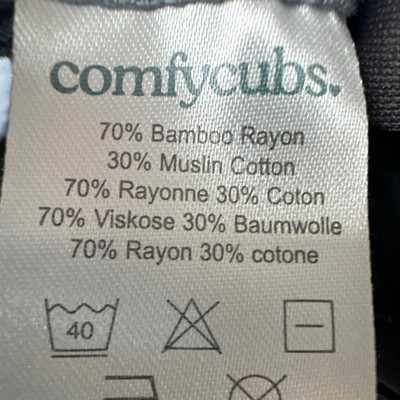 comfycubs.
70% Bamboo Rayon
30% Muslin Cotton
70% Rayonne 30% Coton
70% Viskose 30% Baumwolle
70% Rayon 30% cotone
40